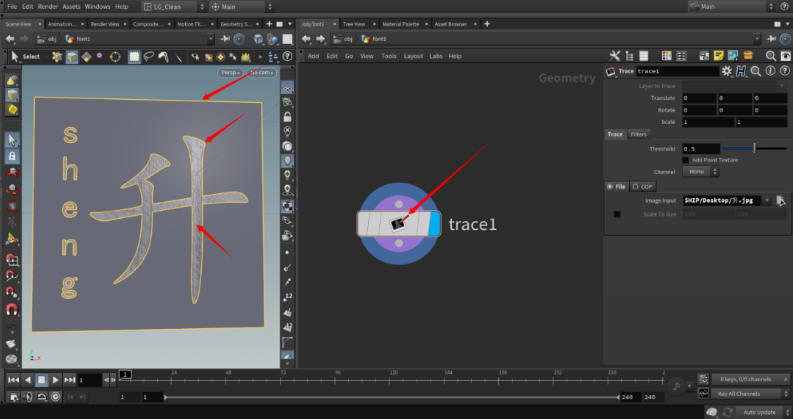 File Edit Render Assets Windows Help LG_Clean Main Main
Scene View Animation... Render View Composite... Motion FX... Geometry S...
/obj/font1 Tree View Material Palette Asset Browser
obj font1
obj font1
Select
Add Edit Go View Tools Layout Labs Help
Persp No cam
Geometry
Trace trace1
Layer to Trace
Translate 0 0 0
Rotate 0 0 0
Scale 1 1
Trace Filters
Threshold 0.5
Add Point Texture
Channel None
File COP
Image Input $HIP/Desktop/升.jpg
Scale To Size
s
h
e
n
g
升
trace1
.12
1 24 48 72 96 120 144
1
1 1 240 240
0 keys, 0/0 channels
Key All Channels
Auto Update